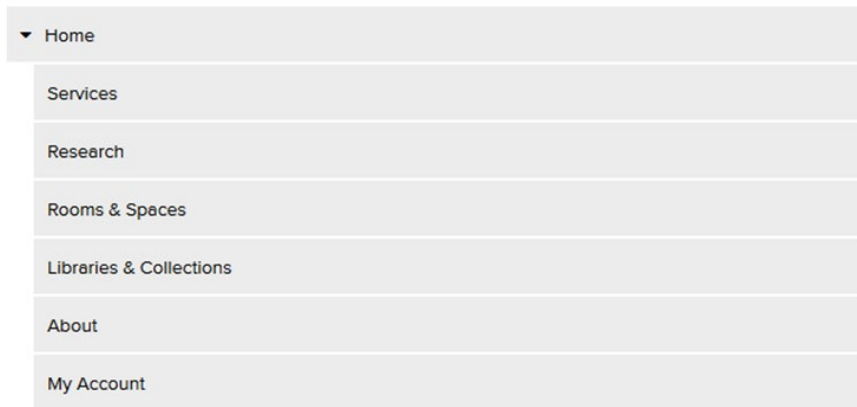 Home
Services
Research
Rooms & Spaces
Libraries & Collections
About
My Account